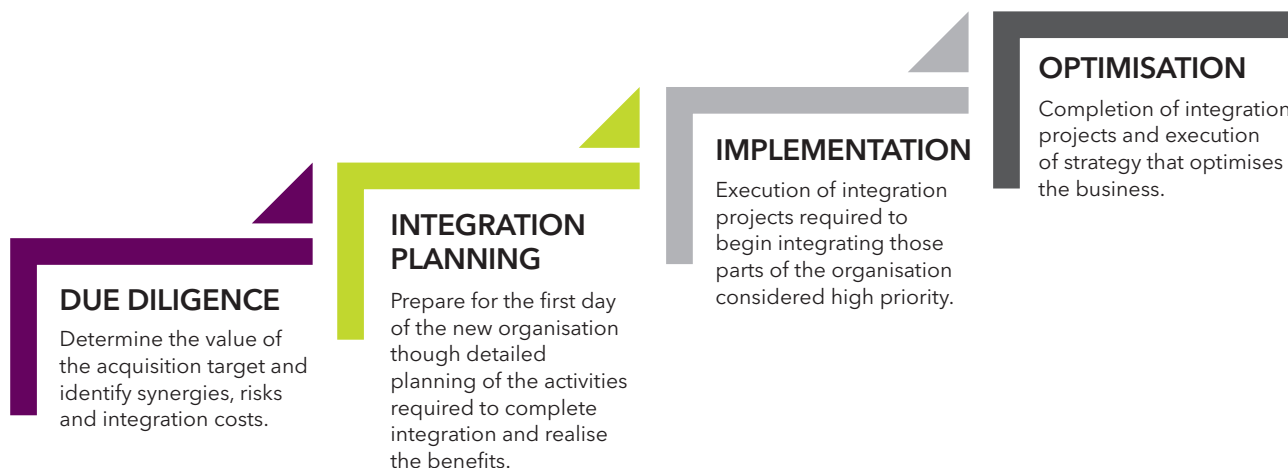 DUE DILIGENCE
Determine the value of
the acquisition target and
identify synergies, risks
and integration costs.
INTEGRATION
PLANNING
Prepare for the first day
of the new organisation
though detailed
planning of the activities
required to complete
integration and realise
the benefits.
IMPLEMENTATION
Execution of integration
projects required to
begin integrating those
parts of the organisation
considered high priority.
OPTIMISATION
Completion of integration
projects and execution
of strategy that optimises
the business.